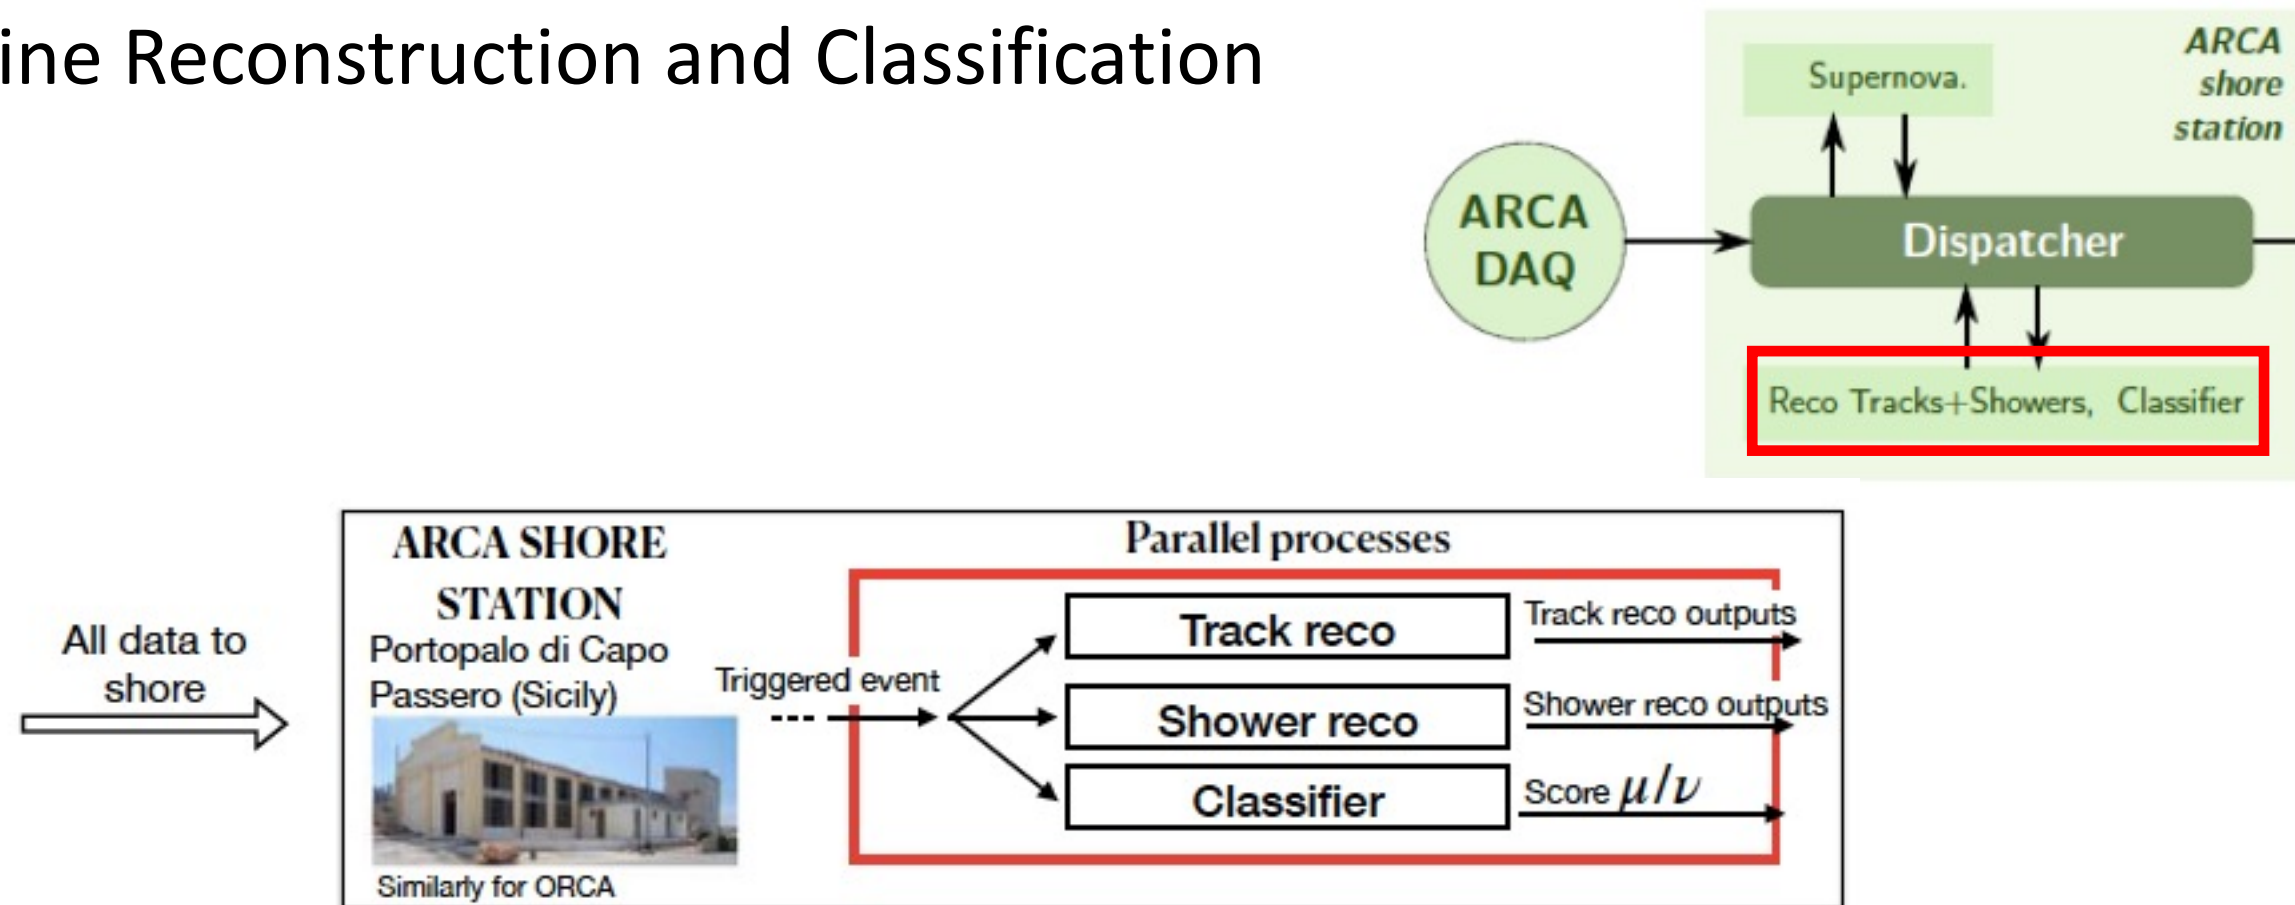 ine Reconstruction and Classification
ARCA
shore
station
Supernova.
ARCA
DAQ
Dispatcher
Reco Tracks+Showers, Classifier
All data to
shore
ARCA SHORE
STATION
Portopalo di Capo
Passero (Sicily)
Similarly for ORCA
Parallel processes
Triggered event
Track reco
Track reco outputs
Shower reco
Shower reco outputs
Classifier
Score μ/ν